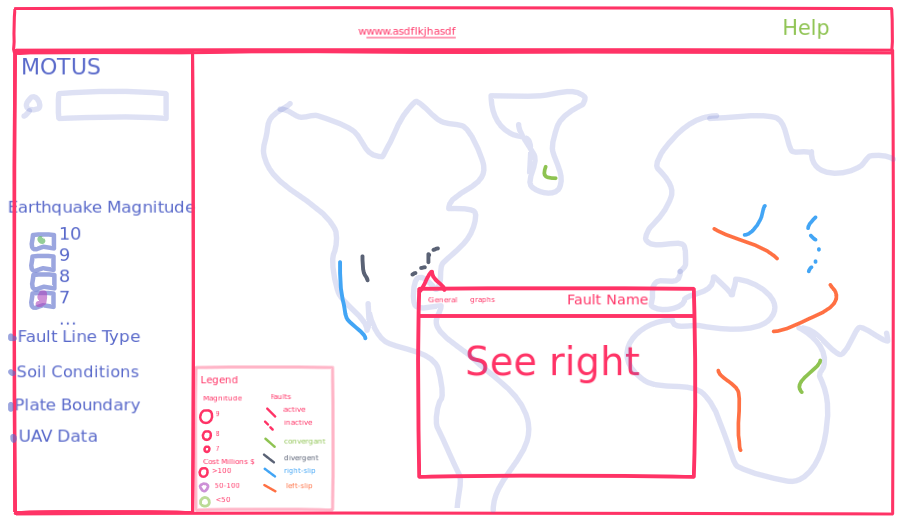 wwww.asdflkjhasdf
Help
MOTUS
Earthquake Magnitude
10
9
8
7
...
Fault Line Type
Soil Conditions
Plate Boundary
UAV Data
Legend
Magnitude
9
8
7
Cost Millions $
>100
50-100
<50
faults
active
inactive
convergant
divergent
right-slip
left-slip
General graphs Fault Name
See right